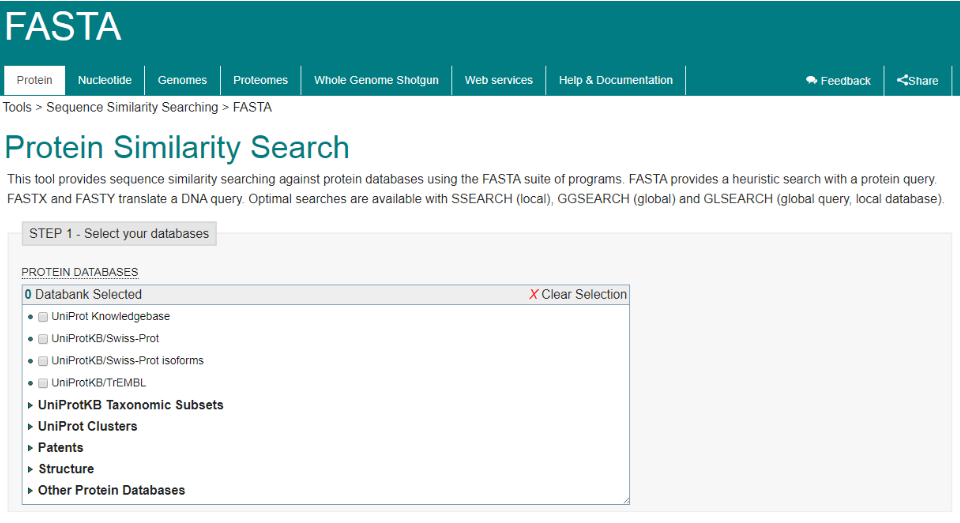 FASTA
Protein Nucleotide Genomes Proteomes Whole Genome Shotgun Web services Help & Documentation Feedback Share
Tools > Sequence Similarity Searching > FASTA
Protein Similarity Search
This tool provides sequence similarity searching against protein databases using the FASTA suite of programs. FASTA provides a heuristic search with a protein query.
FASTX and FASTY translate a DNA query. Optimal searches are available with SSEARCH (local), GGSEARCH (global) and GLSEARCH (global query, local database).
STEP 1 - Select your databases
PROTEIN DATABASES
0 Databank Selected X Clear Selection
UniProt Knowledgebase
UniProtKB/Swiss-Prot
UniProtKB/Swiss-Prot isoforms
UniProtKB/TrEMBL
UniProtKB Taxonomic Subsets
UniProt Clusters
Patents
Structure
Other Protein Databases